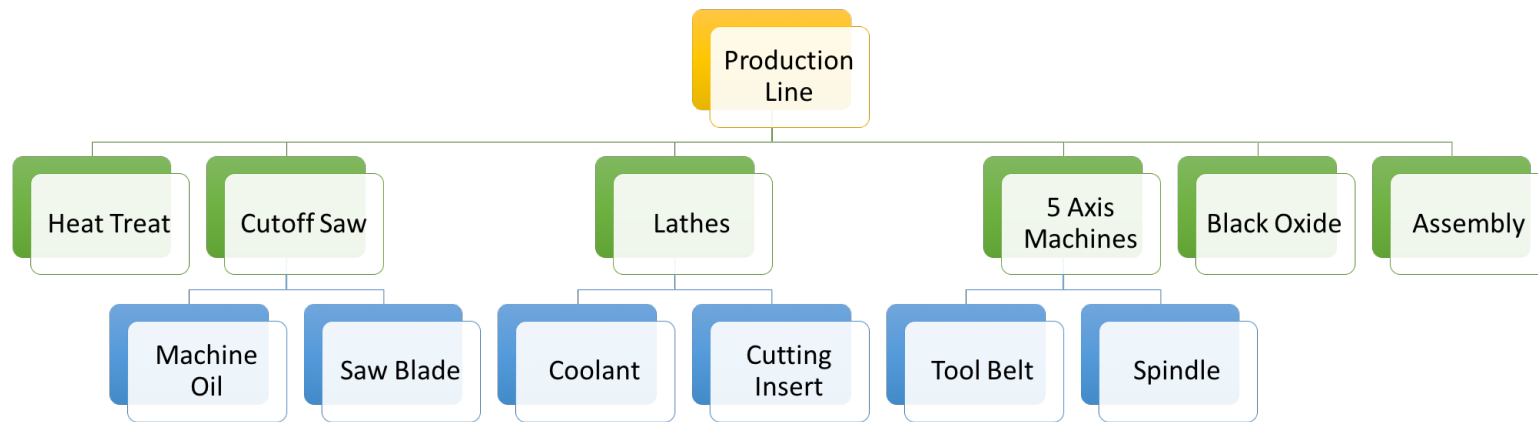 Production
Line
Heat Treat
Cutoff Saw
Lathes
5 Axis
Machines
Black Oxide
Assembly
Machine
Oil
Saw Blade
Coolant
Cutting
Insert
Tool Belt
Spindle